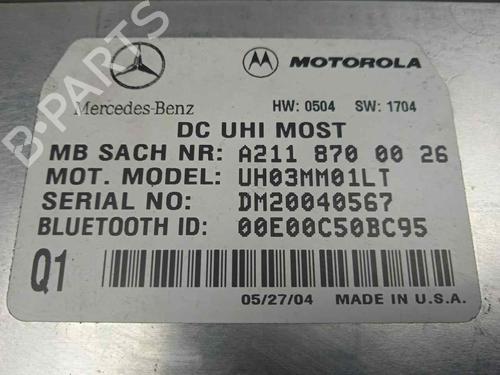 MOTOROLA
Mercedes-Benz
HW: 0504 SW: 1704
DC UHI MOST
MB SACH NR: A211 870 00 26
MOT. MODEL: UH03MM01LT
SERIAL NO: DM20040567
BLUETOOTH ID: 00E00C50BC95
Q1
05/27/04 MADE IN U.S.A.
B-PARTS